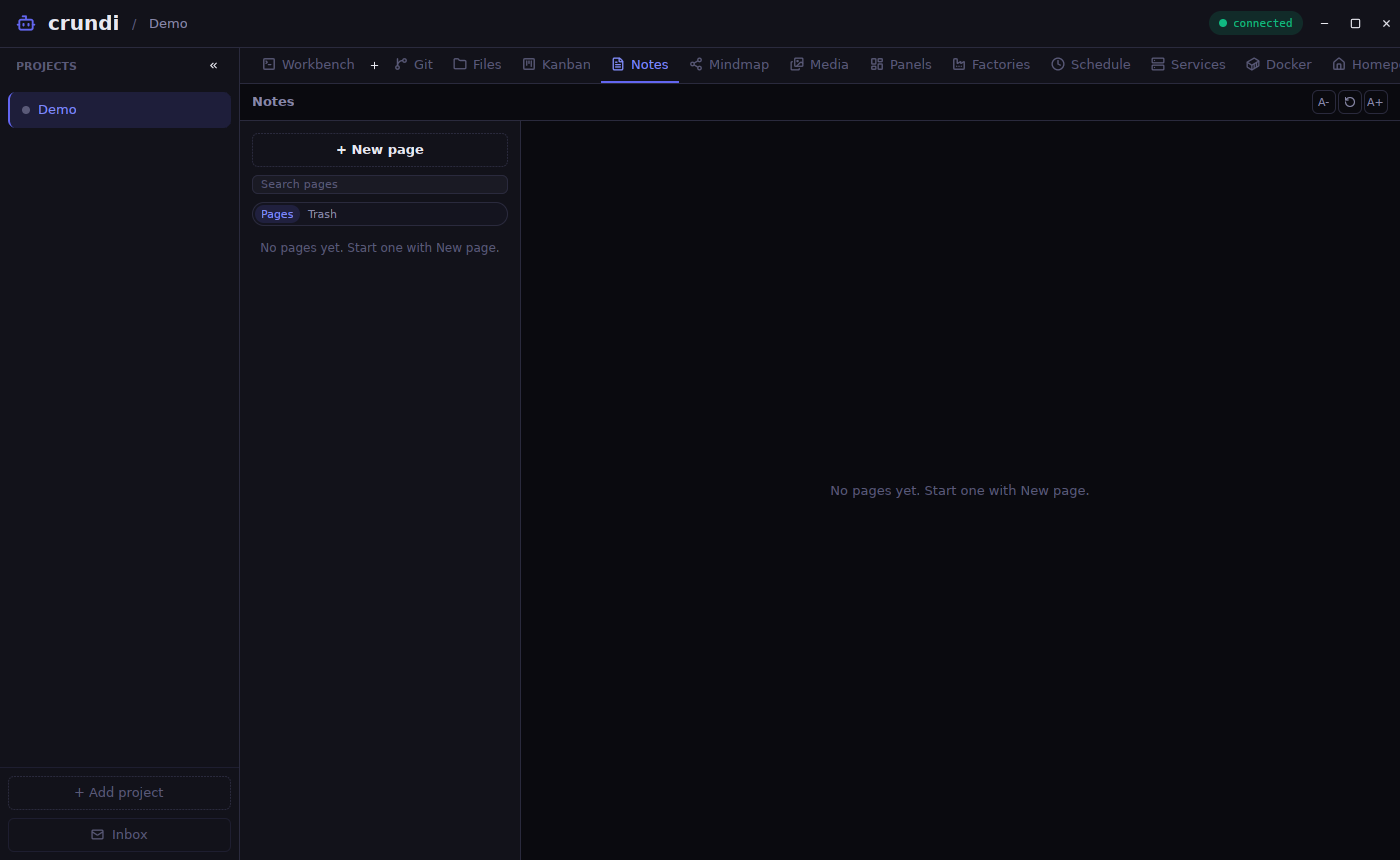 crundi / Demo
connected
PROJECTS «
Workbench + Git Files Kanban Notes Mindmap Media Panels Factories Schedule Services Docker Homep
Demo
Notes
A- A+
+ New page
Search pages
Pages Trash
No pages yet. Start one with New page.
No pages yet. Start one with New page.
+ Add project
Inbox